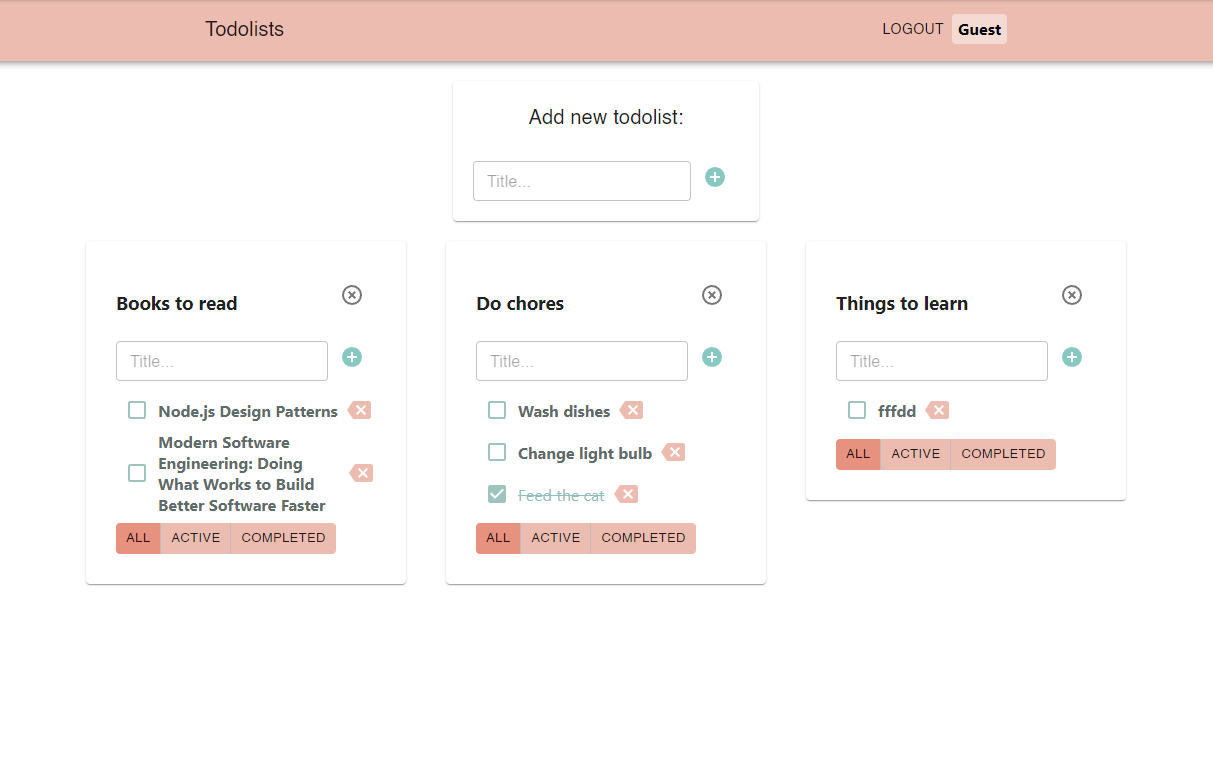 Todolists
LOGOUT Guest
Add new todolist:
Title...
Books to read
Title...
Node.js Design Patterns
Modern Software
Engineering: Doing
What Works to Build
Better Software Faster
ALL ACTIVE COMPLETED
Do chores
Title...
Wash dishes
Change light bulb
Feed the cat
ALL ACTIVE COMPLETED
Things to learn
Title...
fffdd
ALL ACTIVE COMPLETED